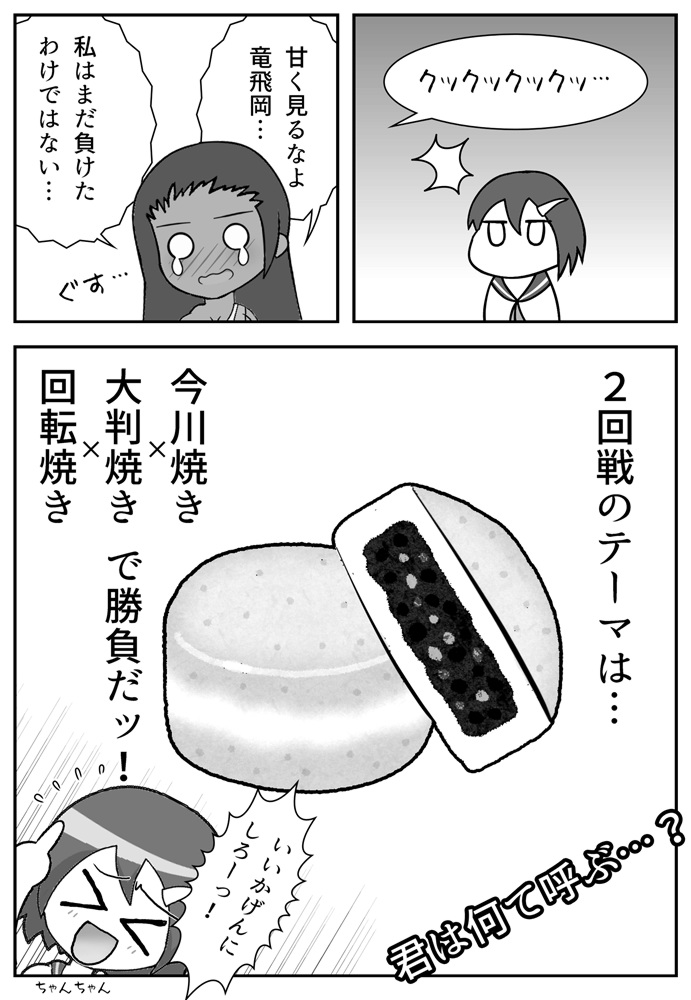 クックックックッ…
甘く見るなよ
竜飛岡…
私はまだ負けた
わけではない…
ぐす…
２回戦のテーマは…
今川焼き
×
大判焼き
×
回転焼き
で勝負だッ！
いいかげんに
しろーっ！
君は何て呼ぶ…？
ちゃんちゃん